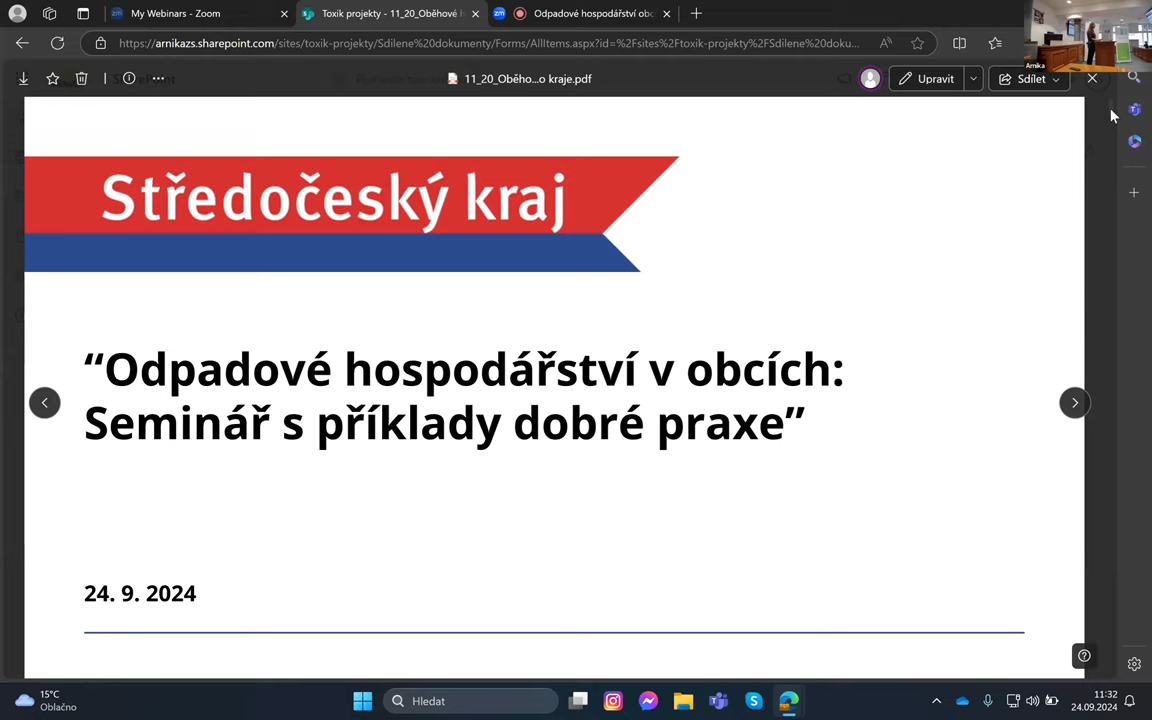 My Webinars - Zoom
Toxik projekty - 11_20_Oběhové h
Odpadové hospodářství obc
https://arnikazs.sharepoint.com/sites/toxik-projekty/Sdilene%20dokumenty/Forms/AllItems.aspx?id=%2Fsites%2Ftoxik-projekty%2FSdilene%20doku...
Arnika
11_20_Oběho...o kraje.pdf
Upravit
Sdílet
Středočeský kraj
“Odpadové hospodářství v obcích:
Seminář s příklady dobré praxe”
24. 9. 2024
15°C
Oblačno
Hledat
11:32
24.09.2024